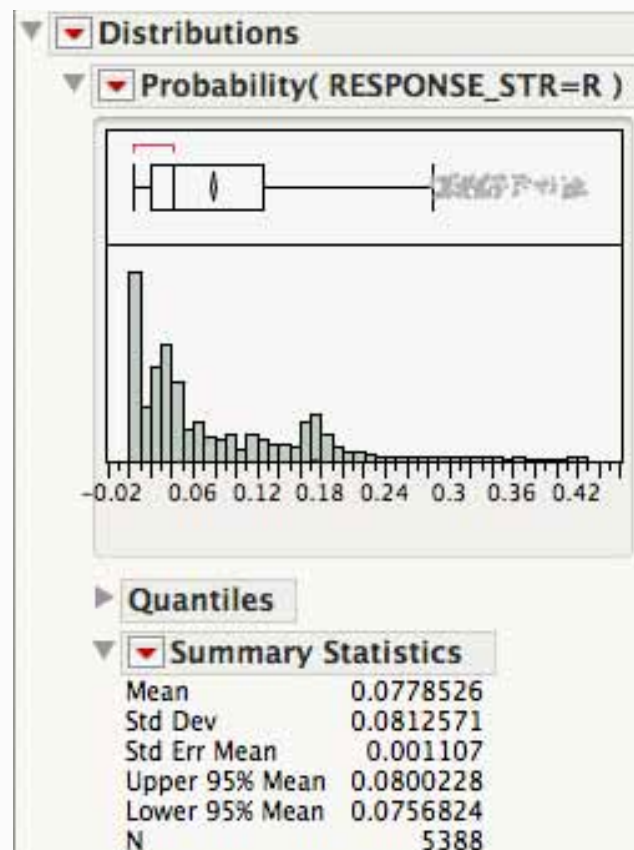 Distributions
Probability( RESPONSE_STR=R )
-0.02 0.06 0.12 0.18 0.24 0.3 0.36 0.42
Quantiles
Summary Statistics
Mean 0.0778526
Std Dev 0.0812571
Std Err Mean 0.001107
Upper 95% Mean 0.0800228
Lower 95% Mean 0.0756824
N 5388